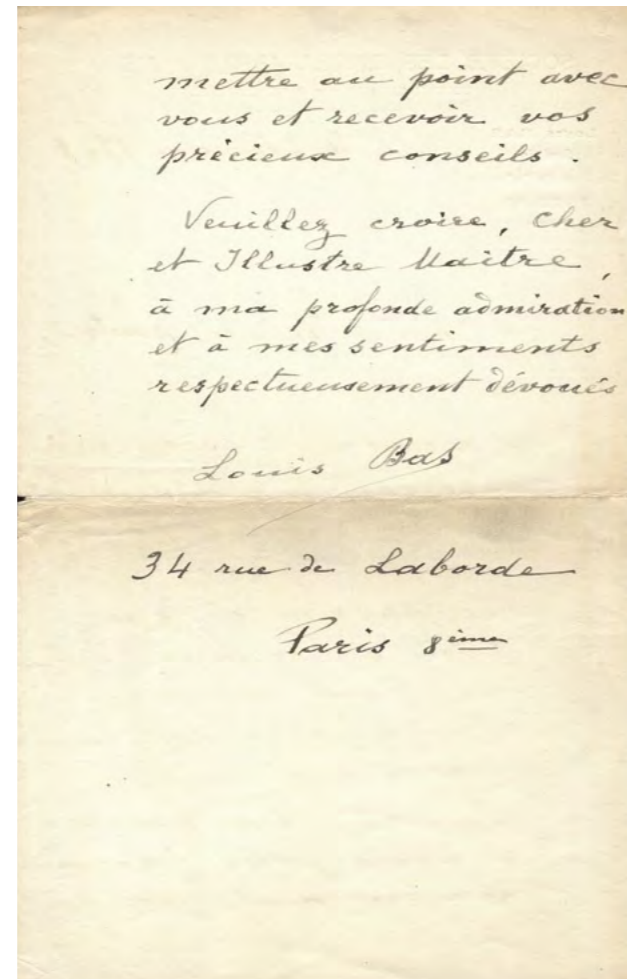 mettre au point avec
vous et recevoir vos
précieux conseils.
Veuillez croire, Cher
et Illustre Maître,
à ma profonde admiration
et à mes sentiments
respectueusement dévoués
Louis Bas
34 rue de Laborde
Paris 8ème